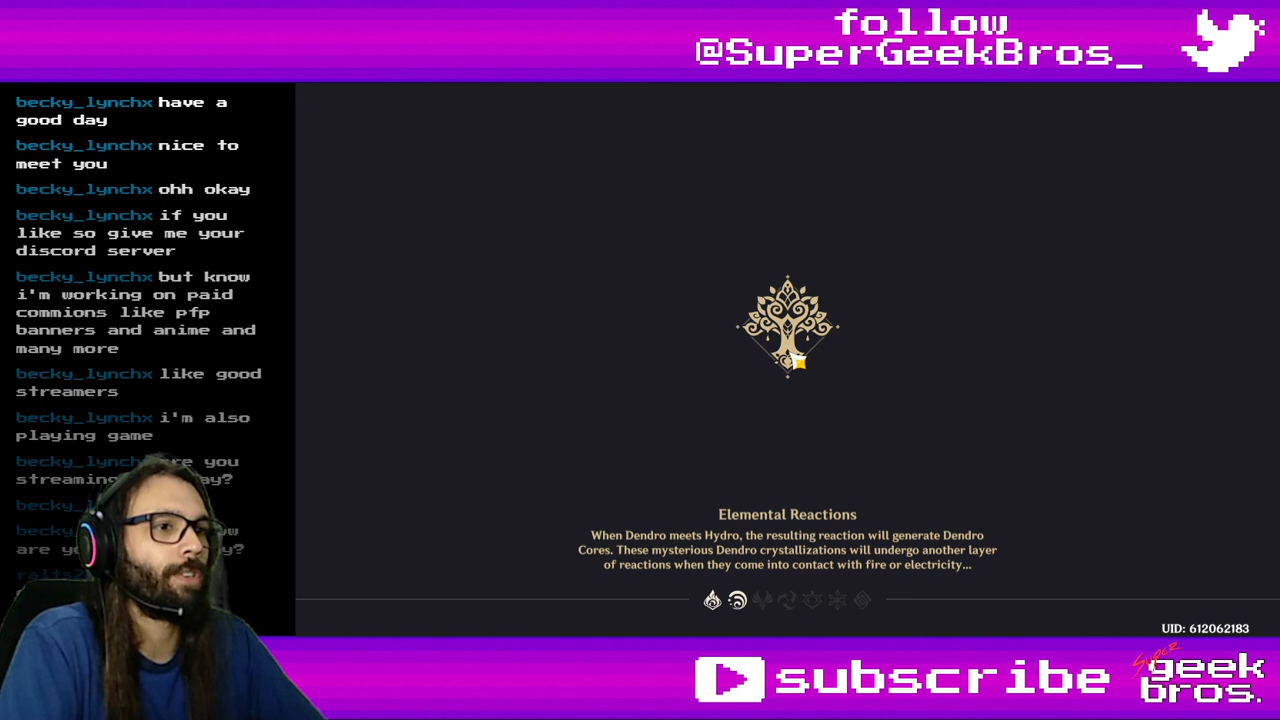 follow
@SuperGeekBros_
becky_lynchx have a
good day
becky_lynchx nice to
meet you
becky_lynchx ohh okay
becky_lynchx if you
like so give me your
discord server
becky_lynchx but know
i'm working on paid
commions like pfp
banners and anime and
many more
becky_lynchx like good
streamers
becky_lynchx i'm also
playing game
you
streaming
Elemental Reactions
When Dendro meets Hydro, the resulting reaction will generate Dendro
Cores. These mysterious Dendro crystallizations will undergo another layer
of reactions when they come into contact with fire or electricity...
UID: 612062183
subscribe
SUPER
geek
bros.